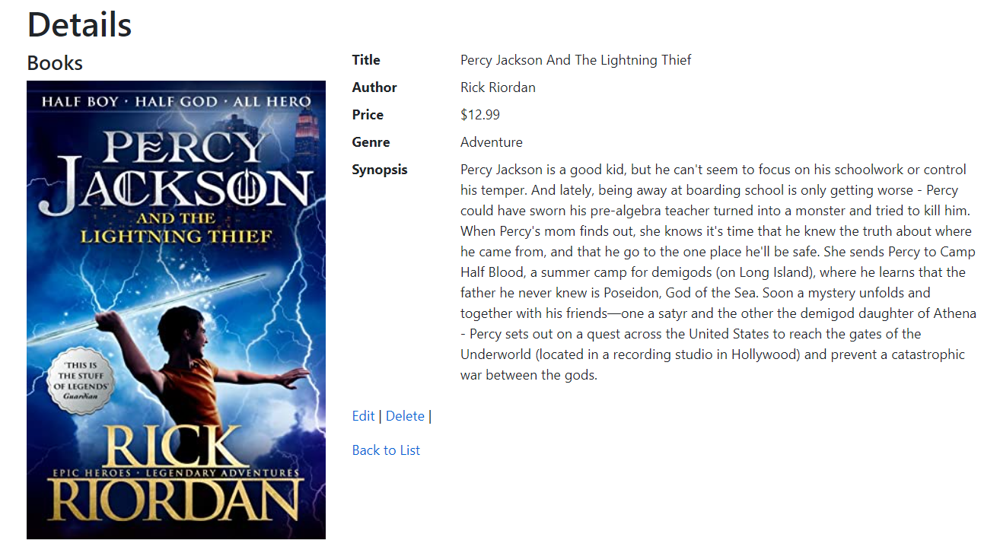 Details
Books
HALF BOY · HALF GOD · ALL HERO
PERCY
JACKSON
AND THE
LIGHTNING THIEF
'THIS IS
THE STUFF
OF LEGENDS'
Guardian
RICK
EPIC HEROES · LEGENDARY ADVENTURES
RIORDAN
Title Percy Jackson And The Lightning Thief
Author Rick Riordan
Price $12.99
Genre Adventure
Synopsis Percy Jackson is a good kid, but he can't seem to focus on his schoolwork or control
his temper. And lately, being away at boarding school is only getting worse - Percy
could have sworn his pre-algebra teacher turned into a monster and tried to kill him.
When Percy's mom finds out, she knows it's time that he knew the truth about where
he came from, and that he go to the one place he'll be safe. She sends Percy to Camp
Half Blood, a summer camp for demigods (on Long Island), where he learns that the
father he never knew is Poseidon, God of the Sea. Soon a mystery unfolds and
together with his friends—one a satyr and the other the demigod daughter of Athena
- Percy sets out on a quest across the United States to reach the gates of the
Underworld (located in a recording studio in Hollywood) and prevent a catastrophic
war between the gods.
Edit | Delete |
Back to List